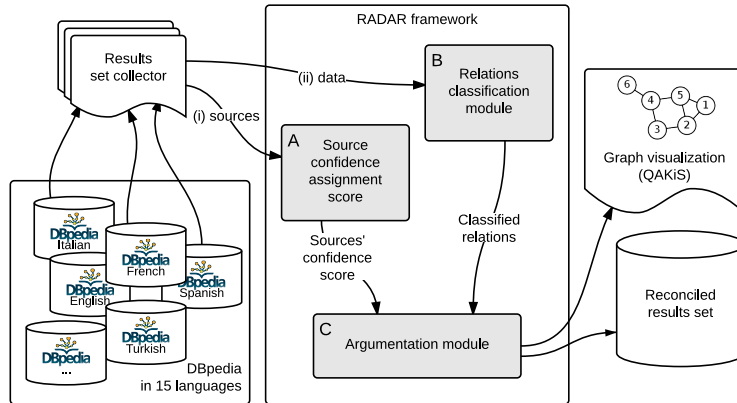 RADAR framework
Results
set collector
(ii) data
(i) sources
B
Relations
classification
module
A
Source
confidence
assignment
score
Sources'
confidence
score
Classified
relations
C
Argumentation module
6
4
5
1
3
2
Graph visualization
(QAKiS)
Reconciled
results set
DBpedia
Italian
DBpedia
French
DBpedia
English
DBpedia
Spanish
DBpedia
Turkish
DBpedia
...
DBpedia
in 15 languages